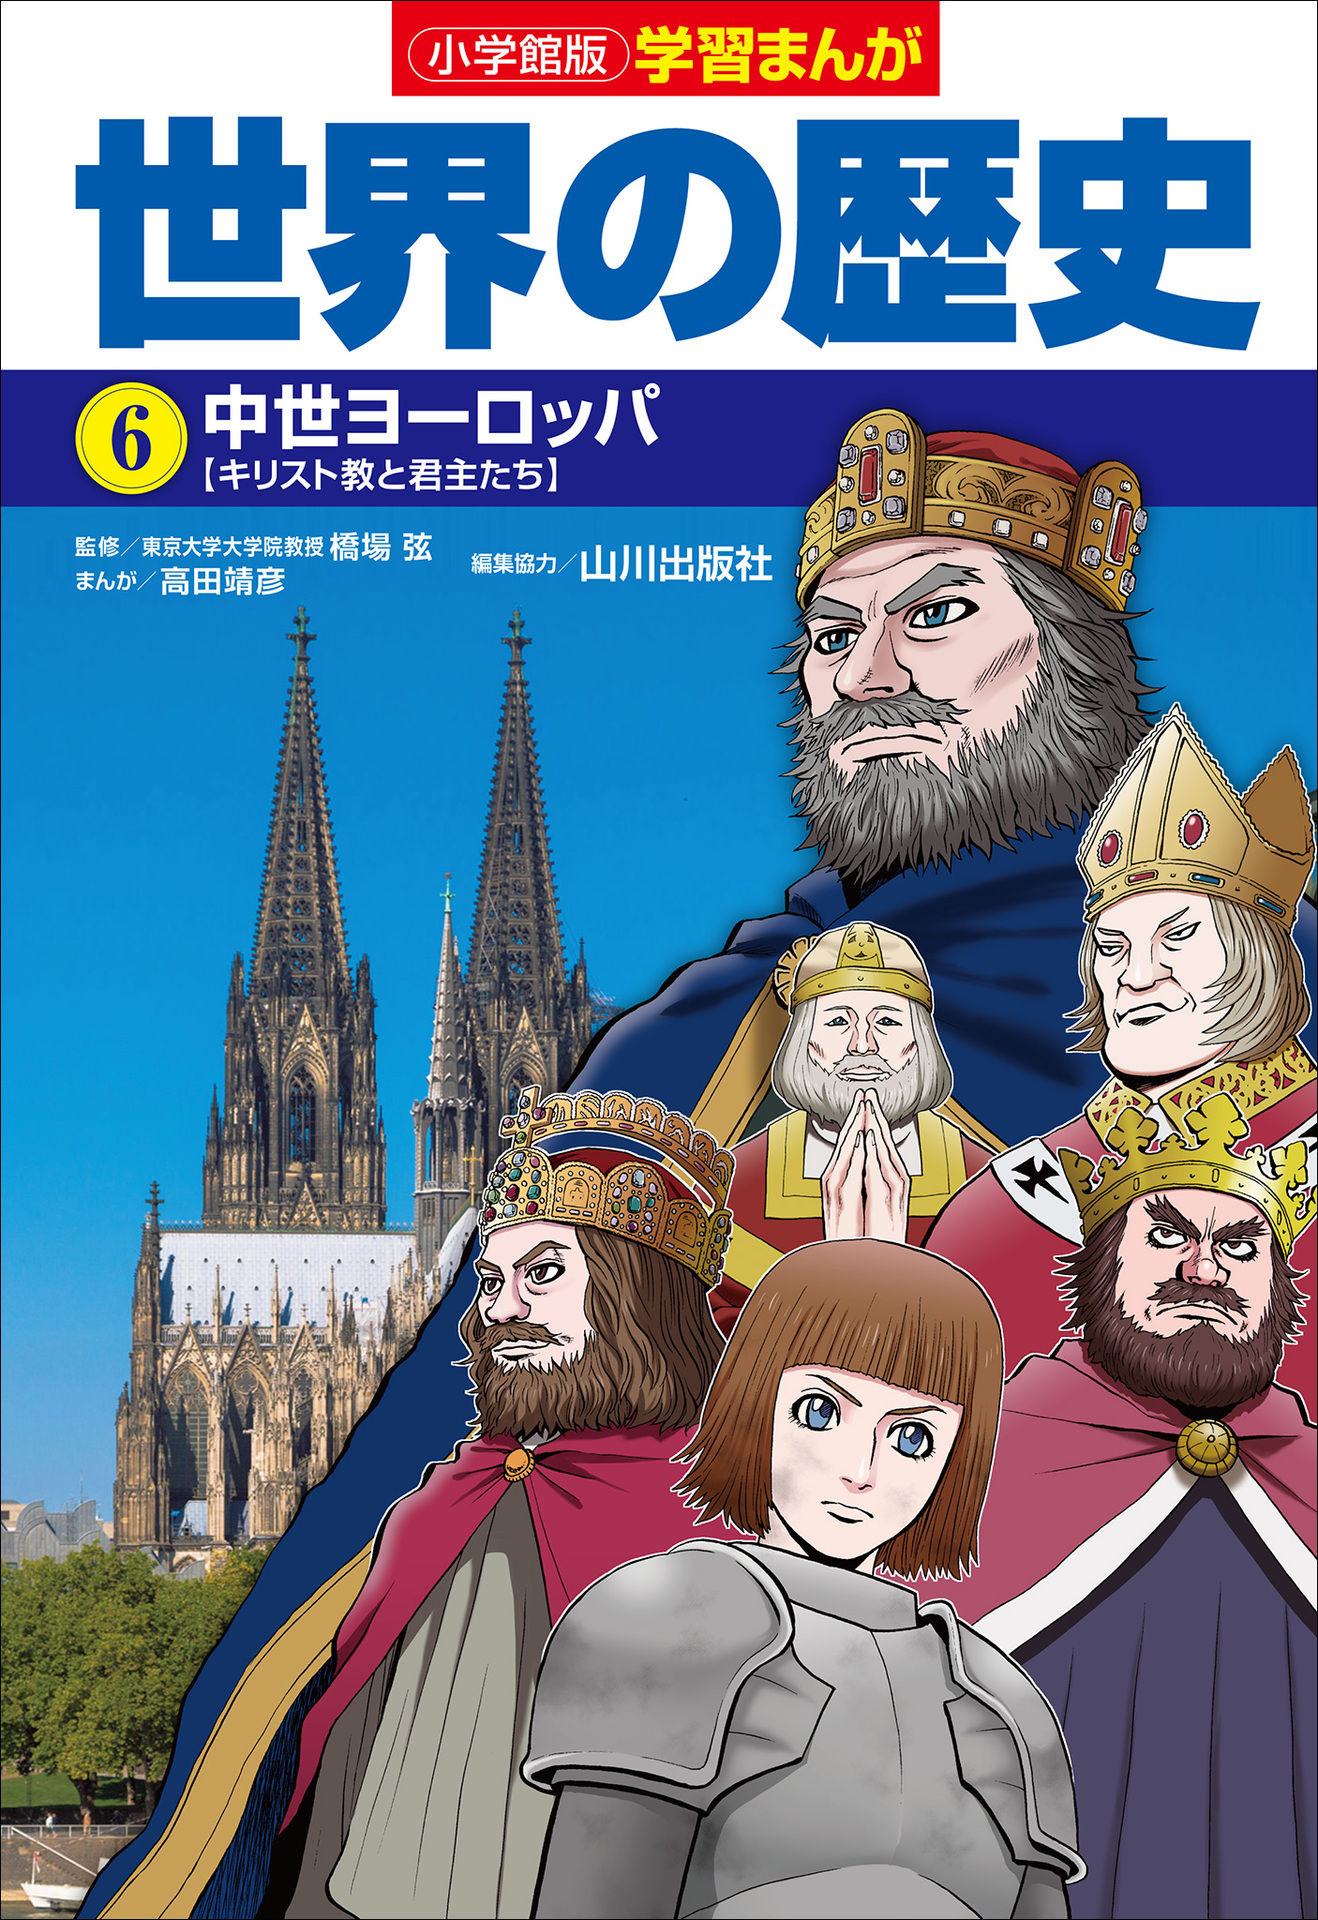 小学館版 学習まんが
世界の歴史
6 中世ヨーロッパ
【キリスト教と君主たち】
監修／東京大学大学院教授 橋場 弦
まんが／高田靖彦
編集協力／山川出版社